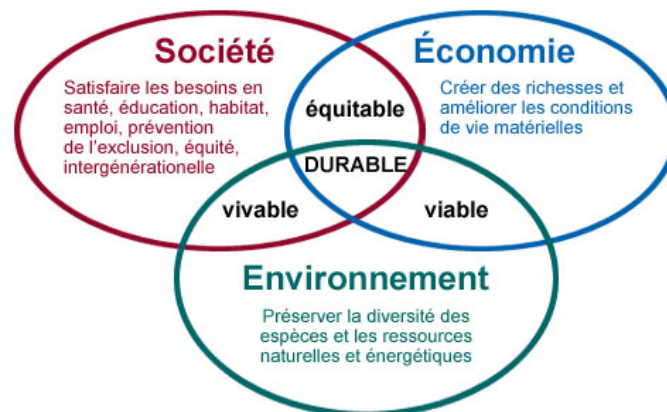 Société
Satisfaire les besoins en
santé, éducation, habitat,
emploi, prévention
de l'exclusion, équité,
intergénérationelle
Économie
Créer des richesses et
améliorer les conditions
de vie matérielles
équitable
DURABLE
vivable
viable
Environnement
Préserver la diversité des
espèces et les ressources
naturelles et énergétiques